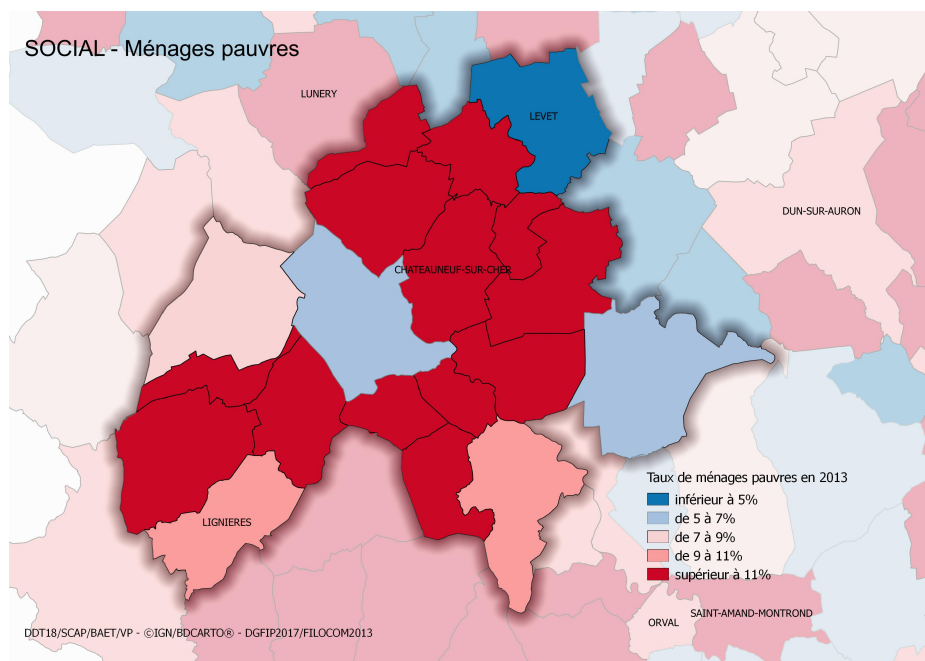 SOCIAL - Ménages pauvres
LUNERY
LEVET
DUN-SUR-AURON
CHATEAUNEUF-SUR-CHER
LIGNIERES
Taux de ménages pauvres en 2013
inférieur à 5%
de 5 à 7%
de 7 à 9%
de 9 à 11%
supérieur à 11%
SAINT-AMAND-MONTROND
ORVAL
DDT18/SCAP/BAET/VP - ©IGN/BDCARTO® - DGFIP2017/FILOCOM2013